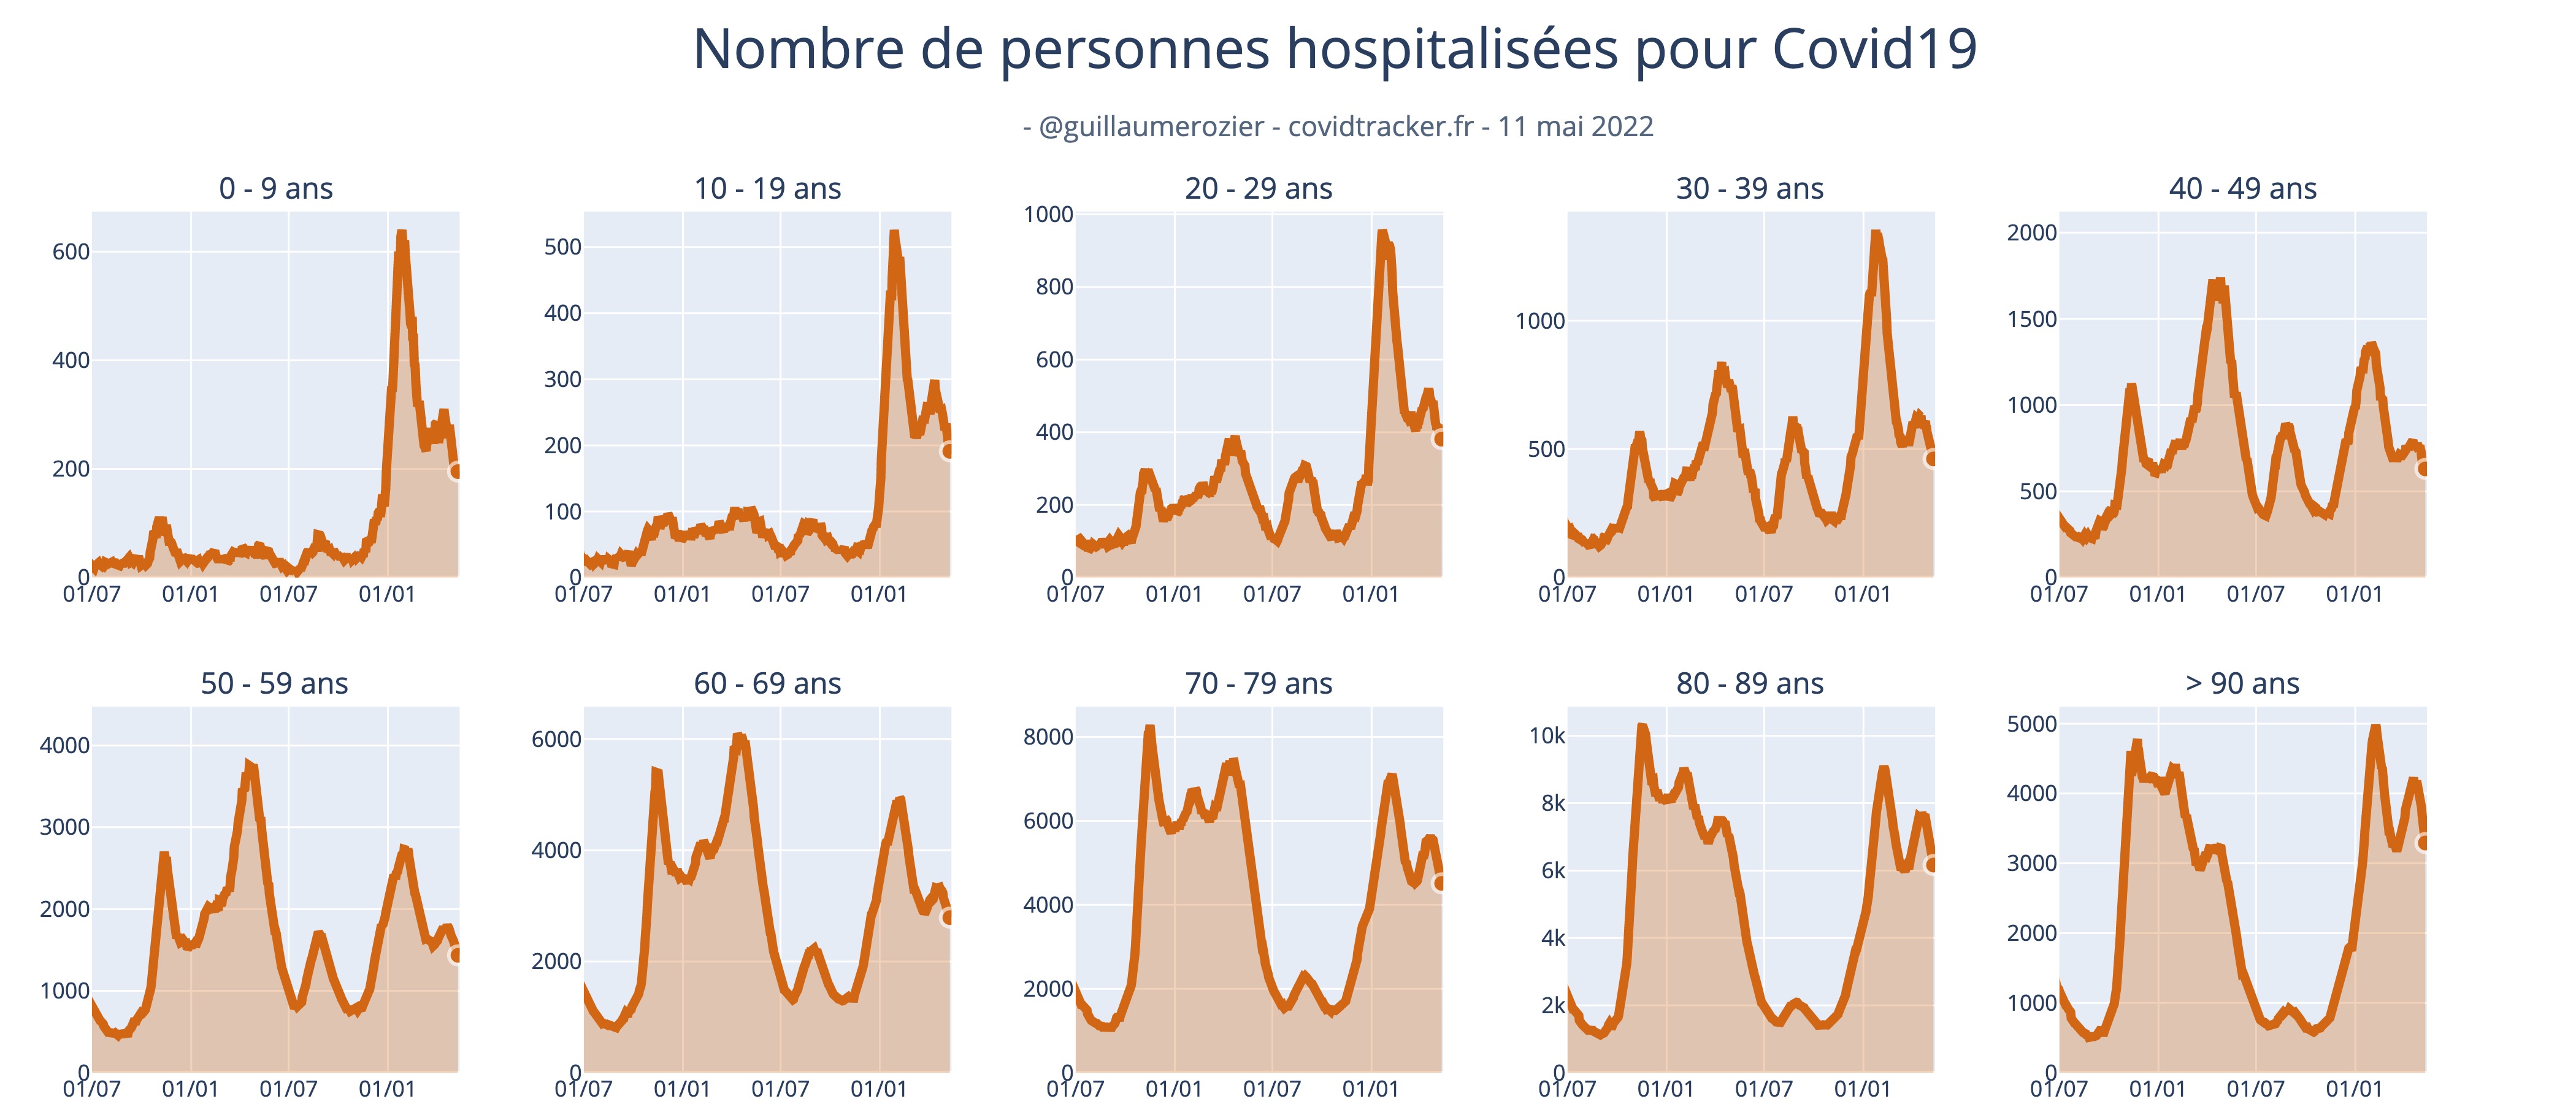 Nombre de personnes hospitalisées pour Covid19
- @guillaumerozier - covidtracker.fr - 11 mai 2022
0 - 9 ans
600
400
200
0
01/07 01/01 01/07 01/01
10 - 19 ans
500
400
300
200
100
0
01/07 01/01 01/07 01/01
20 - 29 ans
1000
800
600
400
200
0
01/07 01/01 01/07 01/01
30 - 39 ans
1000
500
0
01/07 01/01 01/07 01/01
40 - 49 ans
2000
1500
1000
500
0
01/07 01/01 01/07 01/01
50 - 59 ans
4000
3000
2000
1000
0
01/07 01/01 01/07 01/01
60 - 69 ans
6000
4000
2000
0
01/07 01/01 01/07 01/01
70 - 79 ans
8000
6000
4000
2000
0
01/07 01/01 01/07 01/01
80 - 89 ans
10k
8k
6k
4k
2k
0
01/07 01/01 01/07 01/01
> 90 ans
5000
4000
3000
2000
1000
0
01/07 01/01 01/07 01/01